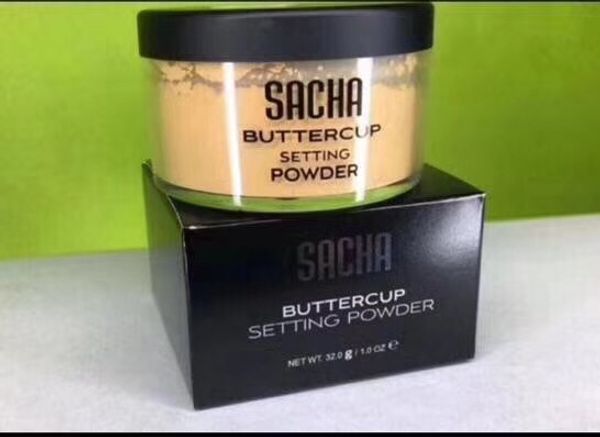 SACHA
BUTTERCUP
SETTING
POWDER
SACHA
BUTTERCUP
SETTING POWDER
NET WT. 32.0 g / 1.0 OZ ℮